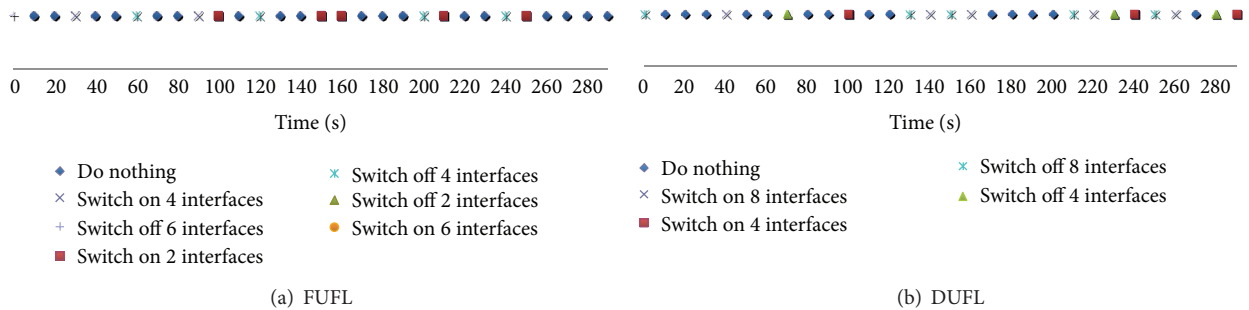 0 20 40 60 80 100 120 140 160 180 200 220 240 260 280
Time (s)
Do nothing
Switch on 4 interfaces
Switch off 6 interfaces
Switch on 2 interfaces
Switch off 4 interfaces
Switch off 2 interfaces
Switch on 6 interfaces
(a) FUFL
0 20 40 60 80 100 120 140 160 180 200 220 240 260 280
Time (s)
Do nothing
Switch on 8 interfaces
Switch on 4 interfaces
Switch off 8 interfaces
Switch off 4 interfaces
(b) DUFL